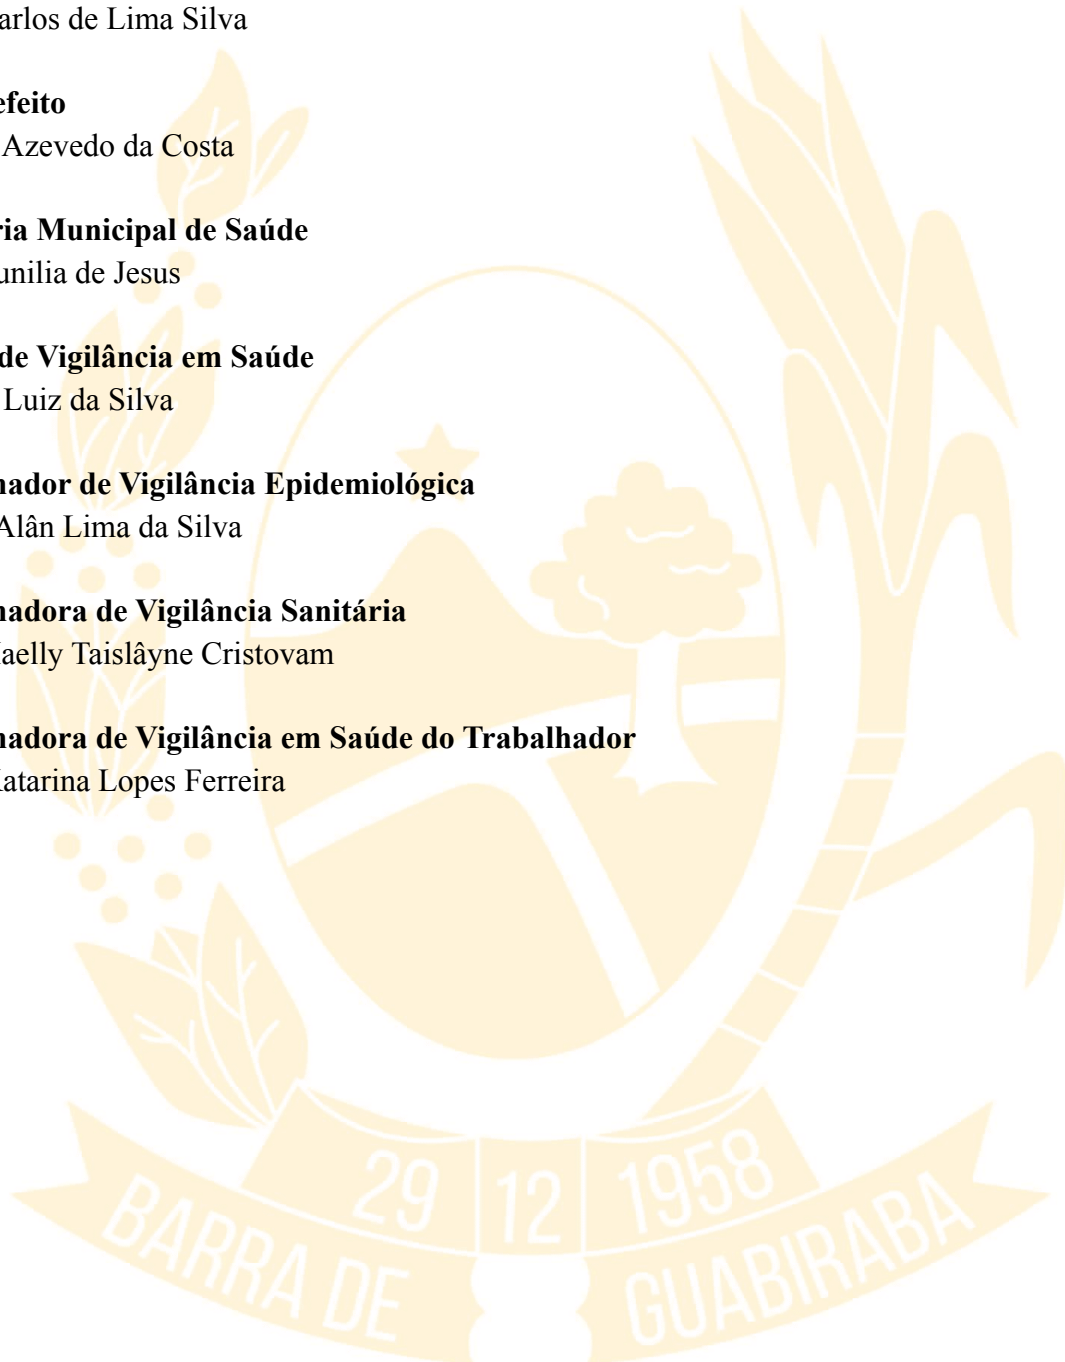 arlos de Lima Silva
efeito
Azevedo da Costa
ria Municipal de Saúde
unilia de Jesus
de Vigilância em Saúde
Luiz da Silva
nador de Vigilância Epidemiológica
Alân Lima da Silva
nadora de Vigilância Sanitária
aelly Taislâyne Cristovam
nadora de Vigilância em Saúde do Trabalhador
atarina Lopes Ferreira
29 12 1958
BARRA DE GUABIRABA